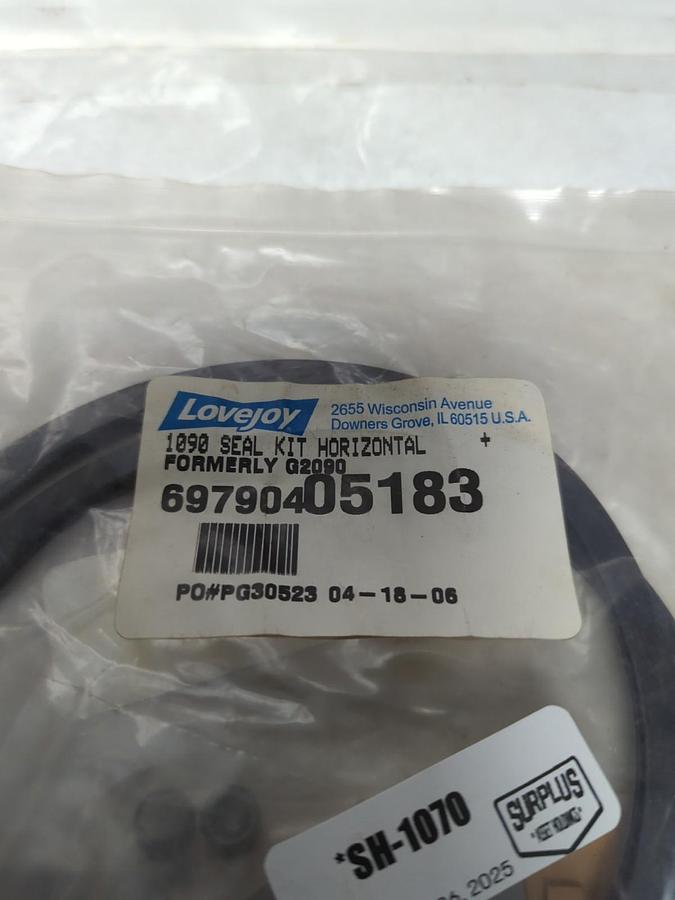 Lovejoy
2655 Wisconsin Avenue
Downers Grove, IL 60515 U.S.A.
1090 SEAL KIT HORIZONTAL +
FORMERLY G2090
69790405183
PO#PG30523 04-18-06
*SH-1070
SURPLUS
2025